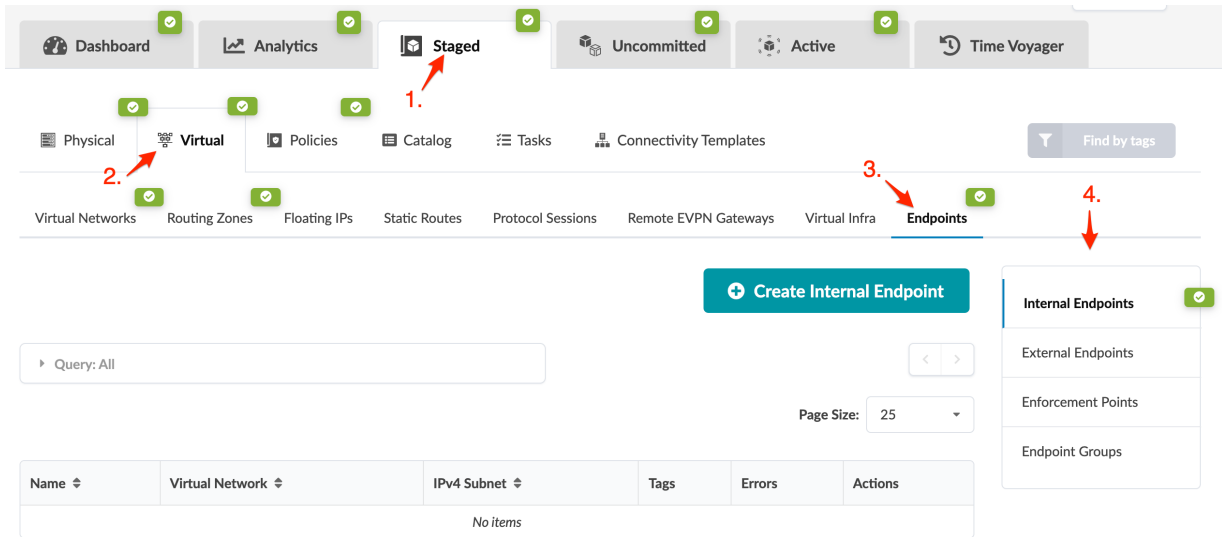 Dashboard Analytics Staged Uncommitted Active Time Voyager
1.
Physical Virtual Policies Catalog Tasks Connectivity Templates Find by tags
2.
3.
4.
Virtual Networks Routing Zones Floating IPs Static Routes Protocol Sessions Remote EVPN Gateways Virtual Infra Endpoints
Create Internal Endpoint
Internal Endpoints
External Endpoints
Enforcement Points
Endpoint Groups
Query: All
Page Size: 25
Name Virtual Network IPv4 Subnet Tags Errors Actions
No items